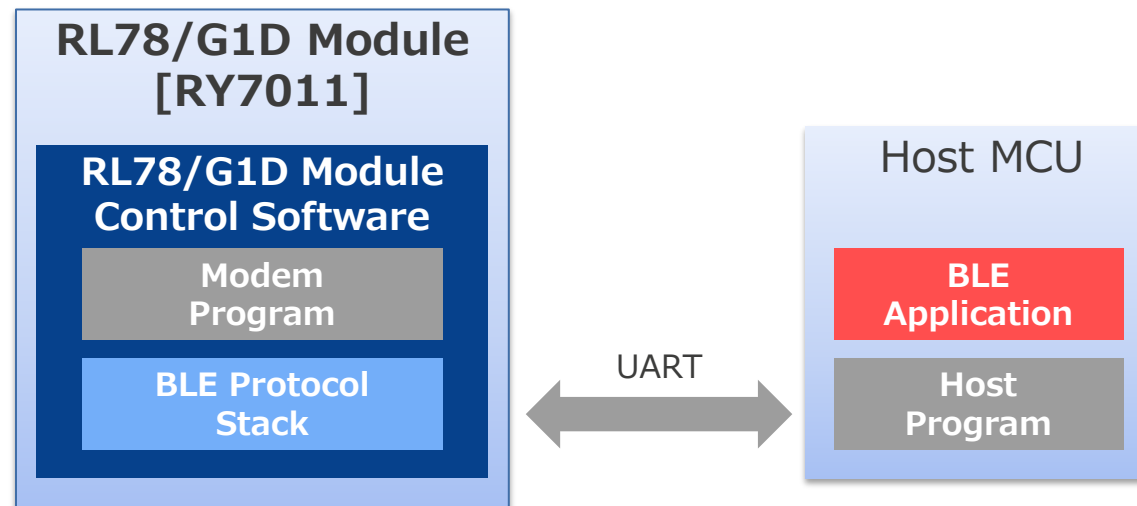 RL78/G1D Module
[RY7011]
RL78/G1D Module
Control Software
Modem
Program
BLE Protocol
Stack
UART
Host MCU
BLE
Application
Host
Program